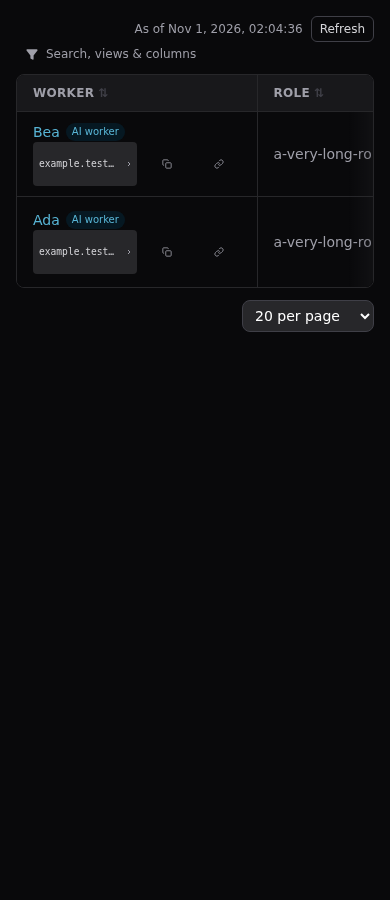 As of Nov 1, 2026, 02:04:36 Refresh
Search, views & columns
WORKER ROLE
Bea AI worker
example.test… › a-very-long-ro
Ada AI worker
example.test… › a-very-long-ro
20 per page